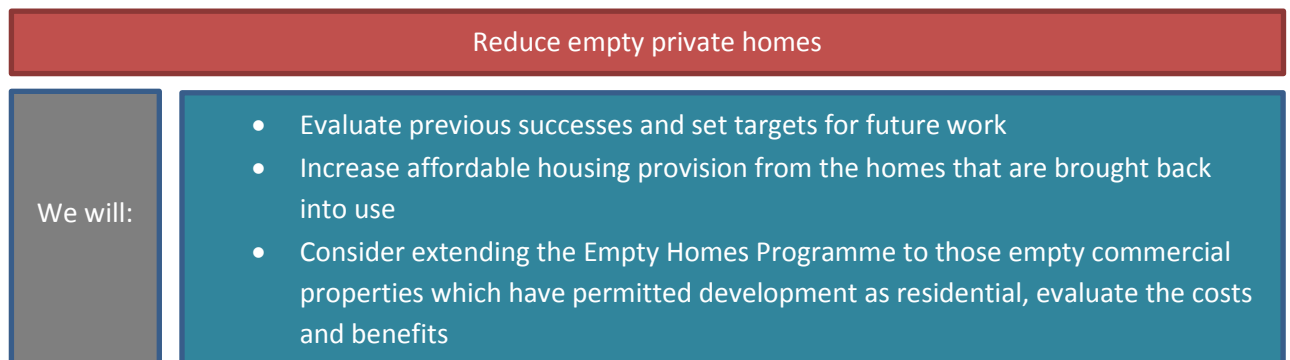 Reduce empty private homes
We will:
• Evaluate previous successes and set targets for future work
• Increase affordable housing provision from the homes that are brought back
into use
• Consider extending the Empty Homes Programme to those empty commercial
properties which have permitted development as residential, evaluate the costs
and benefits